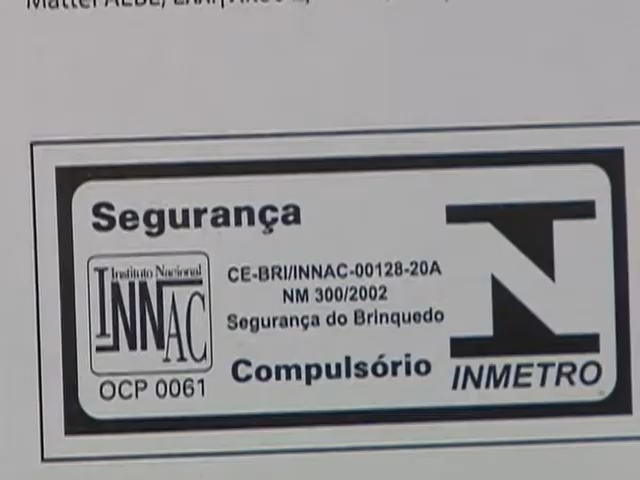 Segurança
Instituto Nacional
INNAC
OCP 0061
CE-BRI/INNAC-00128-20A
NM 300/2002
Segurança do Brinquedo
Compulsório
INMETRO